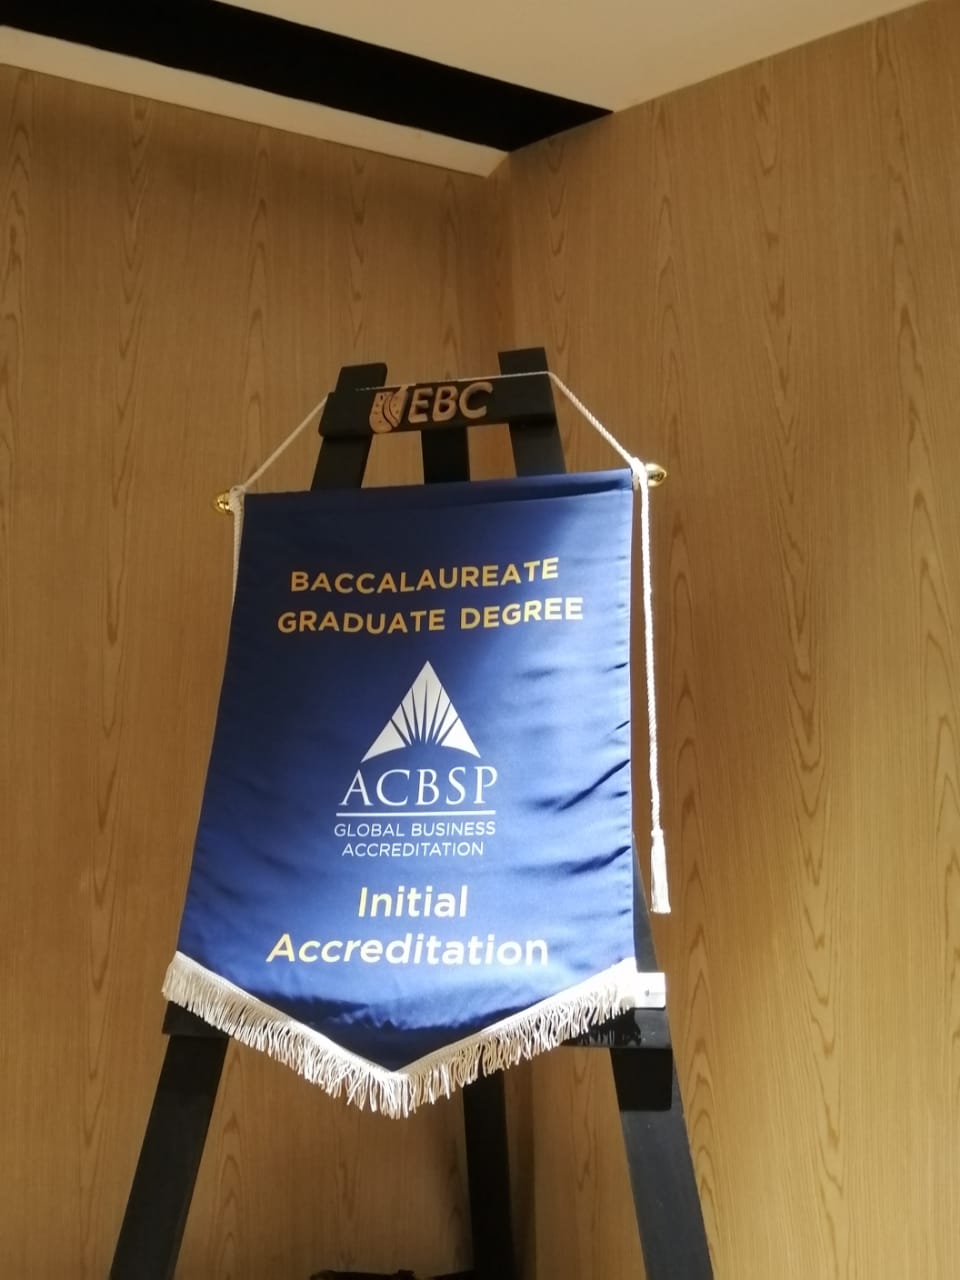 EBC
BACCALAUREATE
GRADUATE DEGREE
ACBSP
GLOBAL BUSINESS
ACCREDITATION
Initial
Accreditation